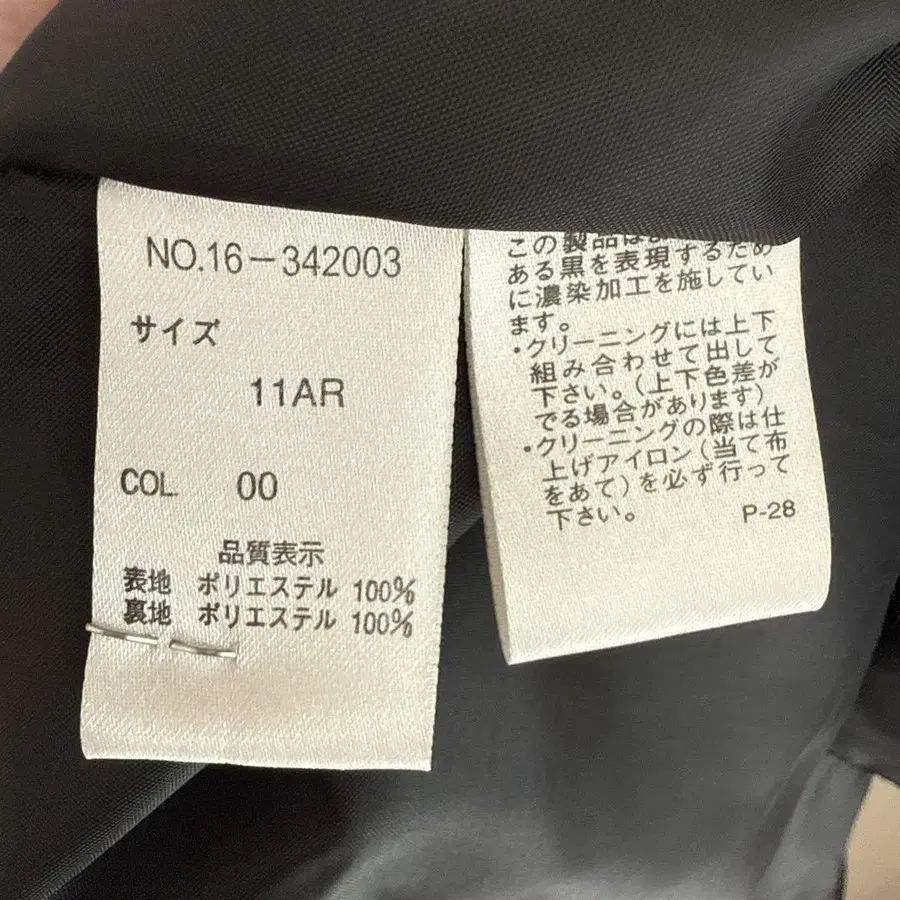 NO.16-342003
サイズ
11AR
COL 00
品質表示
表地 ポリエステル 100%
裏地 ポリエステル 100%
この製品は
ある黒を表現するため
に濃染加工を施してい
ます。
・クリーニングには上下
組み合わせて出して
下さい。(上下色差が
でる場合があります)
・クリーニングの際は仕
上げアイロン(当て布
をあて)を必ず行って
下さい。
P-28